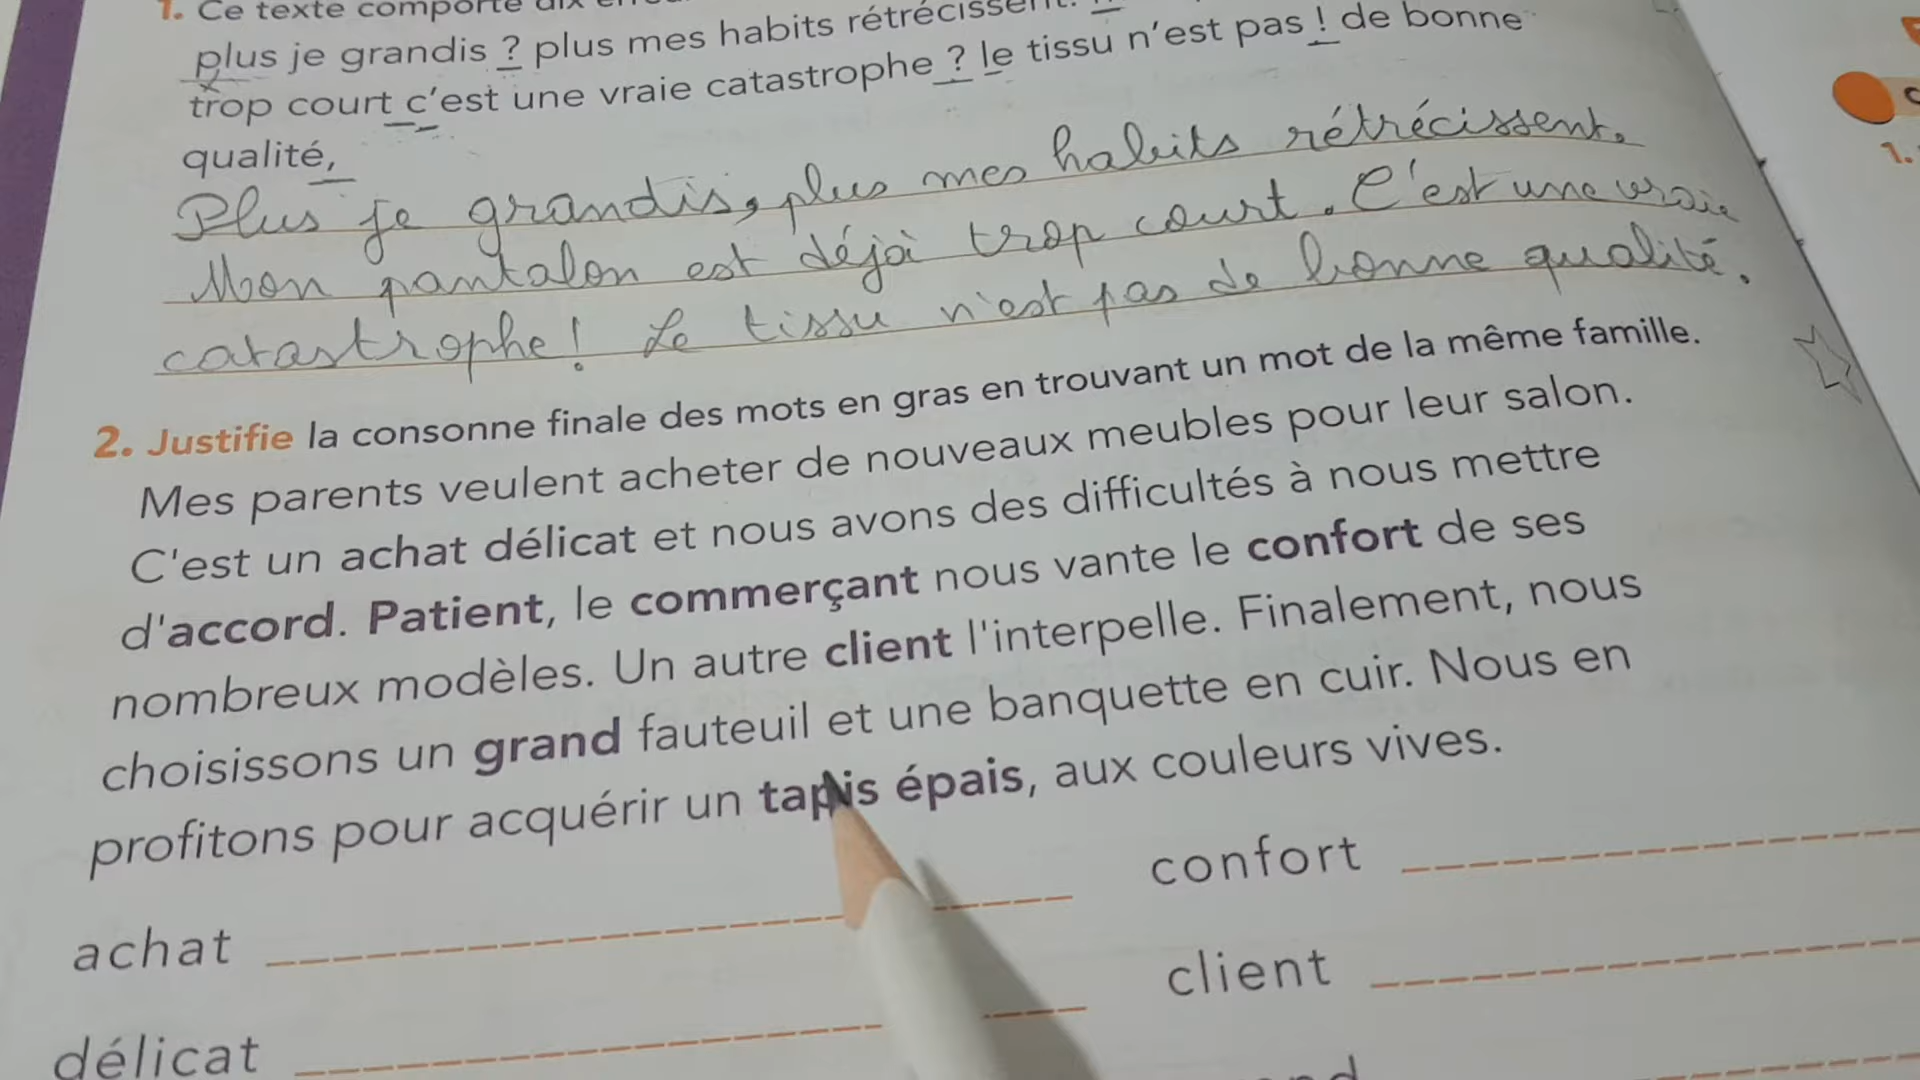 1. Ce texte comporte dix
plus je grandis ? plus mes habits rétrécissent.
trop court c'est une vraie catastrophe ? le tissu n'est pas ! de bonne
qualité,
Plus je grandis, plus mes habits rétrécissent.
Mon pantalon est déjà trop court. C'est une vraie
catastrophe! Le tissu n'est pas de bonne qualité.
2. Justifie la consonne finale des mots en gras en trouvant un mot de la même famille.
Mes parents veulent acheter de nouveaux meubles pour leur salon.
C'est un achat délicat et nous avons des difficultés à nous mettre
d'accord. Patient, le commerçant nous vante le confort de ses
nombreux modèles. Un autre client l'interpelle. Finalement, nous
choisissons un grand fauteuil et une banquette en cuir. Nous en
profitons pour acquérir un tapis épais, aux couleurs vives.
achat
confort
délicat
client
1.